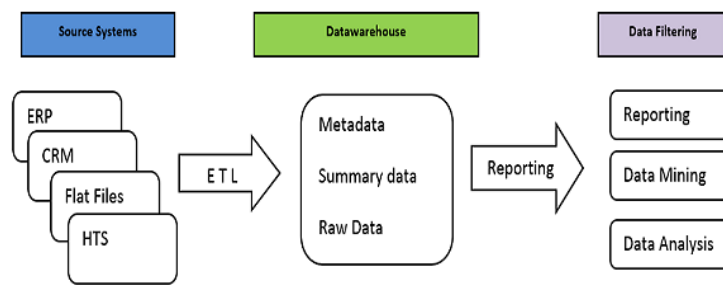 Source Systems
Datawarehouse
Data Filtering
ERP
CRM
Flat Files
HTS
E T L
Metadata
Summary data
Raw Data
Reporting
Reporting
Data Mining
Data Analysis